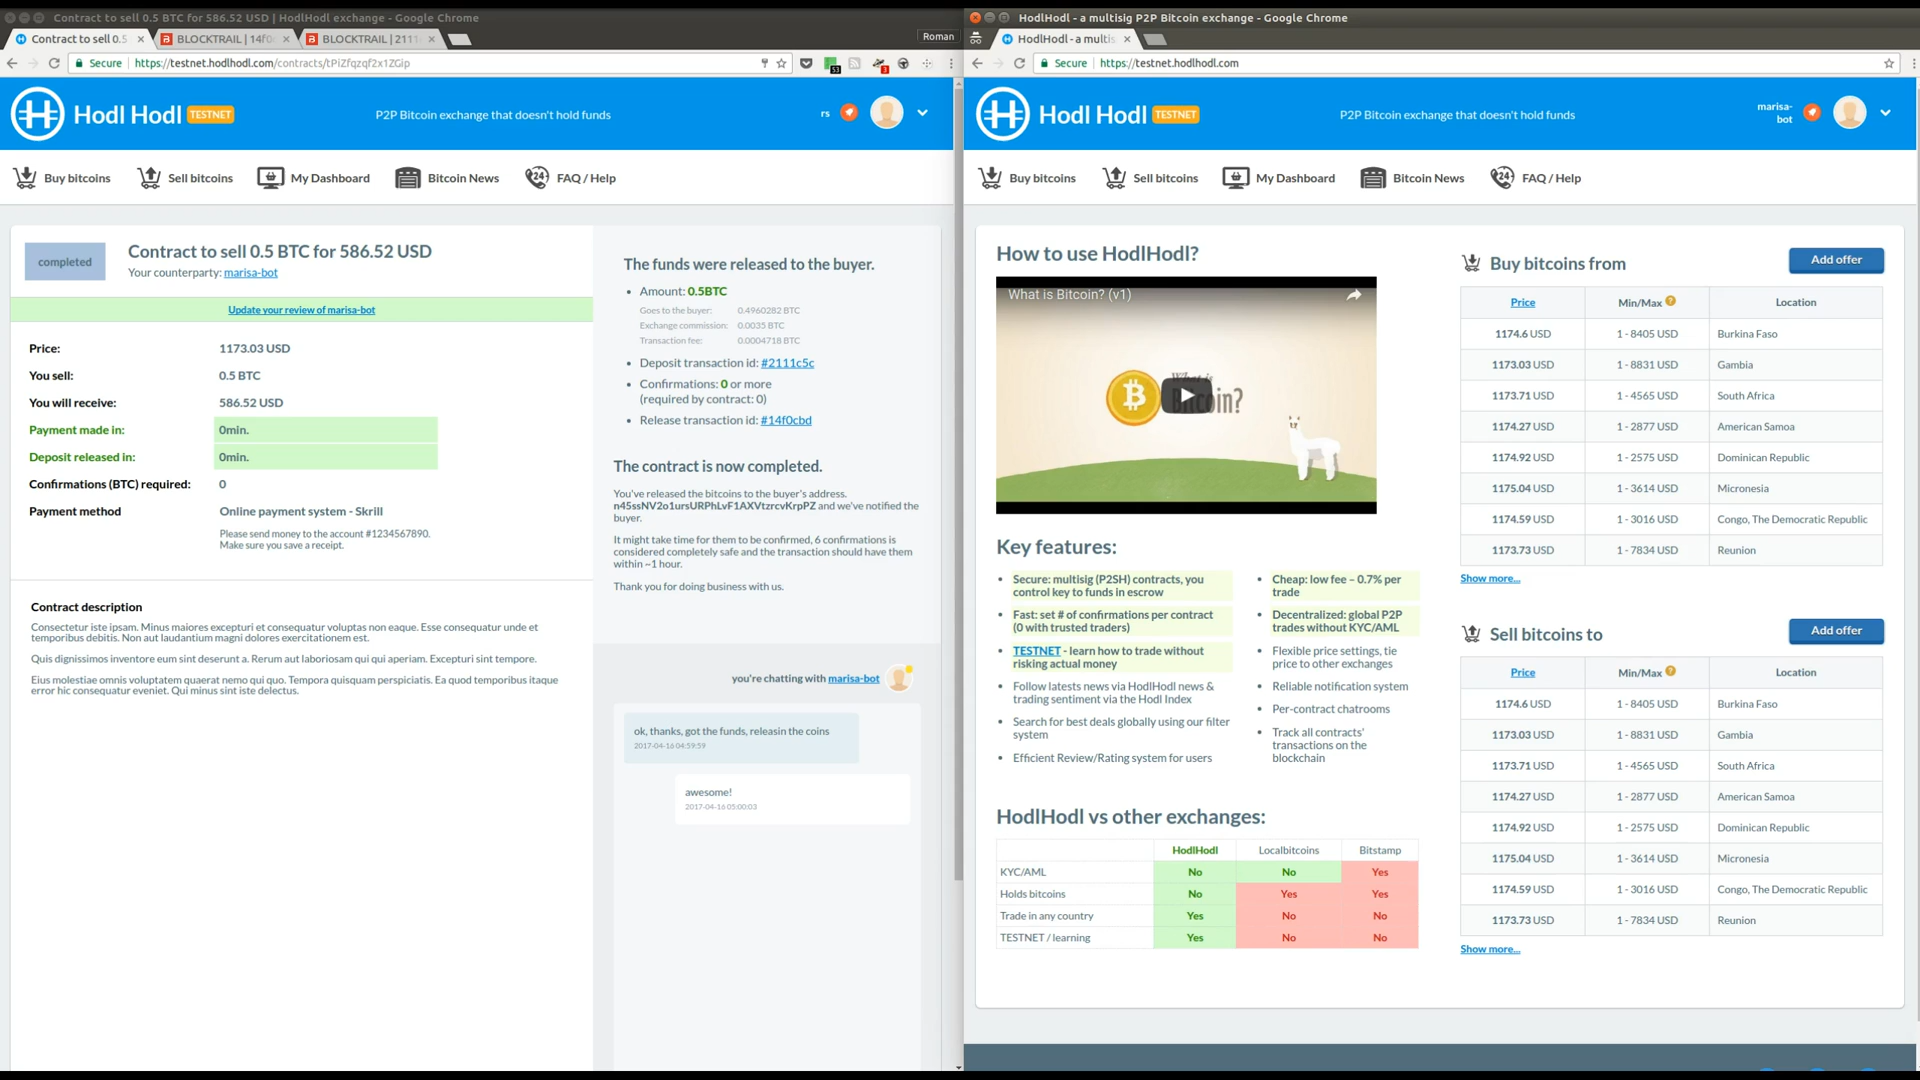 Contract to sell 0.5 BTC for 586.52 USD | HodlHodl exchange - Google Chrome
Contract to sell 0.5
BLOCKTRAIL | 14f0
BLOCKTRAIL | 2111
Roman
Secure
https://testnet.hodlhodl.com/contracts/tPiZfqzqf2x1ZGip
53
3
Hodl Hodl TESTNET
P2P Bitcoin exchange that doesn't hold funds
rs
Buy bitcoins
Sell bitcoins
My Dashboard
Bitcoin News
24
FAQ / Help
completed
Contract to sell 0.5 BTC for 586.52 USD
Your counterparty: marisa-bot
Update your review of marisa-bot
Price: 1173.03 USD
You sell: 0.5 BTC
You will receive: 586.52 USD
Payment made in: 0min.
Deposit released in: 0min.
Confirmations (BTC) required: 0
Payment method Online payment system - Skrill
Please send money to the account #1234567890.
Make sure you save a receipt.
Contract description
Consectetur iste ipsam. Minus maiores excepturi et consequatur voluptas non eaque. Esse consequatur unde et
temporibus debitis. Non aut laudantium magni dolores exercitationem est.
Quis dignissimos inventore eum sint deserunt a. Rerum aut laboriosam qui qui aperiam. Excepturi sint tempore.
Eius molestiae omnis voluptatem quaerat nemo qui quo. Tempora quisquam perspiciatis. Ea quod temporibus itaque
error hic consequatur eveniet. Qui minus sint iste delectus.
The funds were released to the buyer.
Amount: 0.5BTC
Goes to the buyer: 0.4960282 BTC
Exchange commission: 0.0035 BTC
Transaction fee: 0.0004718 BTC
Deposit transaction id: #2111c5c
Confirmations: 0 or more
(required by contract: 0)
Release transaction id: #14f0cbd
The contract is now completed.
You've released the bitcoins to the buyer's address.
n45ssNV2o1ursURPhLvF1AXVtzrcvKrpPZ and we've notified the
buyer.
It might take time for them to be confirmed, 6 confirmations is
considered completely safe and the transaction should have them
within ~1 hour.
Thank you for doing business with us.
you're chatting with marisa-bot
ok, thanks, got the funds, releasin the coins
2017-04-16 04:59:59
awesome!
2017-04-16 05:00:03
HodlHodl - a multisig P2P Bitcoin exchange - Google Chrome
HodlHodl - a multis
Secure
https://testnet.hodlhodl.com
Hodl Hodl TESTNET
P2P Bitcoin exchange that doesn't hold funds
marisa-
bot
Buy bitcoins
Sell bitcoins
My Dashboard
Bitcoin News
24
FAQ / Help
How to use HodlHodl?
What is Bitcoin? (v1)
What is
Bitcoin?
Key features:
Secure: multisig (P2SH) contracts, you
control key to funds in escrow
Fast: set # of confirmations per contract
(0 with trusted traders)
TESTNET - learn how to trade without
risking actual money
Follow latests news via HodlHodl news &
trading sentiment via the Hodl Index
Search for best deals globally using our filter
system
Efficient Review/Rating system for users
Cheap: low fee – 0.7% per
trade
Decentralized: global P2P
trades without KYC/AML
Flexible price settings, tie
price to other exchanges
Reliable notification system
Per-contract chatrooms
Track all contracts'
transactions on the
blockchain
HodlHodl vs other exchanges:
HodlHodl Localbitcoins Bitstamp
KYC/AML No No Yes
Holds bitcoins No Yes Yes
Trade in any country Yes No No
TESTNET / learning Yes No No
Buy bitcoins from
Add offer
Price Min/Max ? Location
1174.6 USD 1 - 8405 USD Burkina Faso
1173.03 USD 1 - 8831 USD Gambia
1173.71 USD 1 - 4565 USD South Africa
1174.27 USD 1 - 2877 USD American Samoa
1174.92 USD 1 - 2575 USD Dominican Republic
1175.04 USD 1 - 3614 USD Micronesia
1174.59 USD 1 - 3016 USD Congo, The Democratic Republic
1173.73 USD 1 - 7834 USD Reunion
Show more...
Sell bitcoins to
Add offer
Price Min/Max ? Location
1174.6 USD 1 - 8405 USD Burkina Faso
1173.03 USD 1 - 8831 USD Gambia
1173.71 USD 1 - 4565 USD South Africa
1174.27 USD 1 - 2877 USD American Samoa
1174.92 USD 1 - 2575 USD Dominican Republic
1175.04 USD 1 - 3614 USD Micronesia
1174.59 USD 1 - 3016 USD Congo, The Democratic Republic
1173.73 USD 1 - 7834 USD Reunion
Show more...